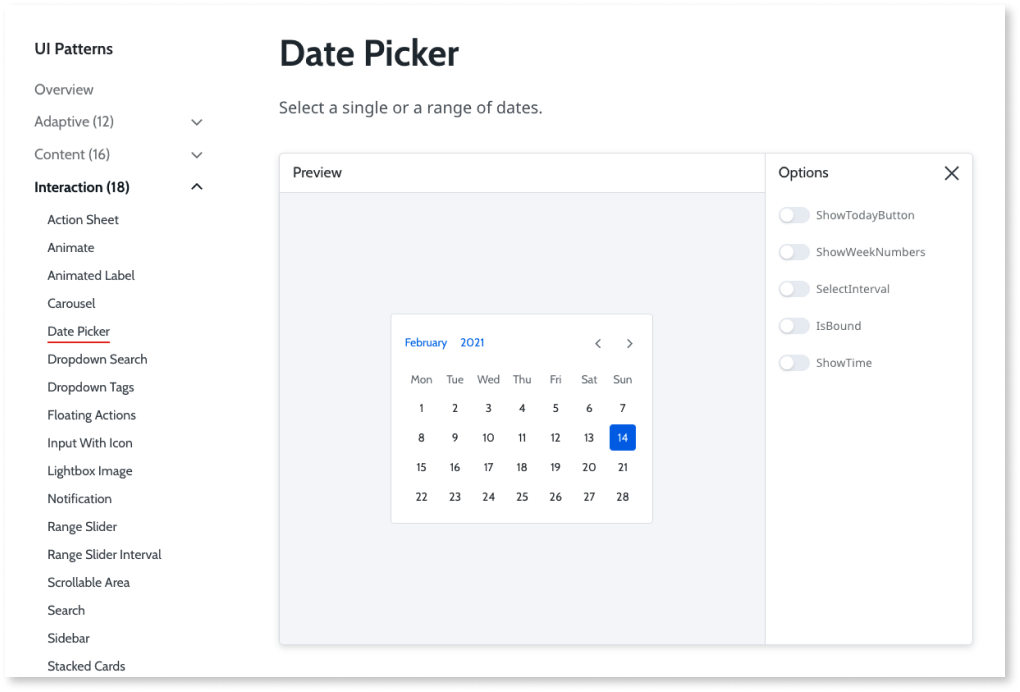 UI Patterns
Overview
Adaptive (12)
Content (16)
Interaction (18)
Action Sheet
Animate
Animated Label
Carousel
Date Picker
Dropdown Search
Dropdown Tags
Floating Actions
Input With Icon
Lightbox Image
Notification
Range Slider
Range Slider Interval
Scrollable Area
Search
Sidebar
Stacked Cards
Date Picker
Select a single or a range of dates.
Preview
February 2021
Mon Tue Wed Thu Fri Sat Sun
1 2 3 4 5 6 7
8 9 10 11 12 13 14
15 16 17 18 19 20 21
22 23 24 25 26 27 28
Options
ShowTodayButton
ShowWeekNumbers
SelectInterval
IsBound
ShowTime